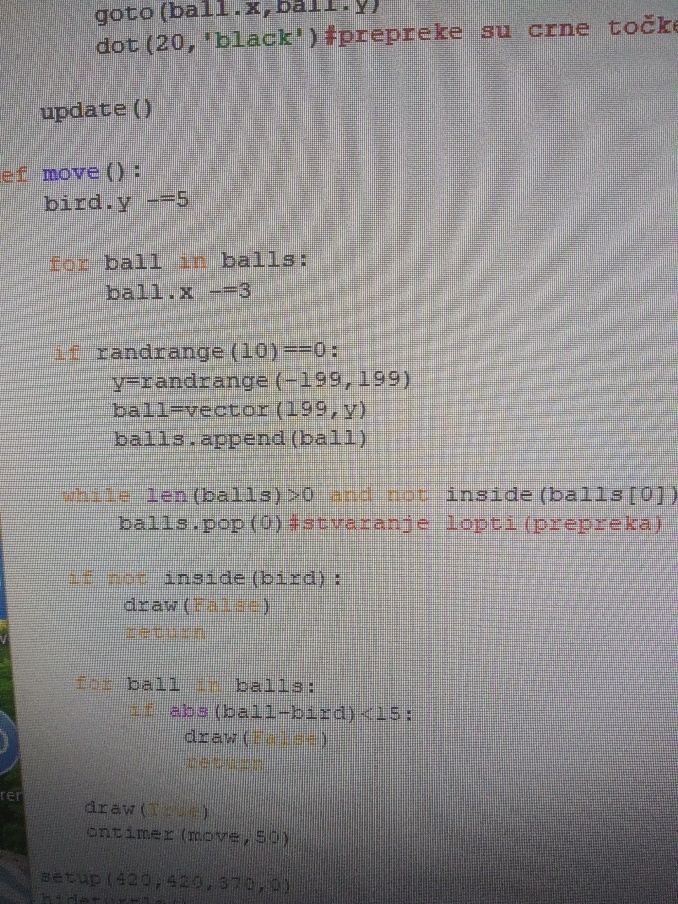 goto(ball.x,ball.y)
dot(20,'black')#prepreke su crne točke
update()
ef move():
bird.y -=5
for ball in balls:
ball.x -=3
if randrange(10)==0:
y=randrange(-199,199)
ball=vector(199,y)
balls.append(ball)
while len(balls)>0 and not inside(balls[0])
balls.pop(0)#stvaranje lopti(prepreka)
if not inside(bird):
draw(False)
return
for ball in balls:
if abs(ball-bird)<15:
draw(False)
return
draw(True)
ontimer(move,50)
setup(420,420,370,0)